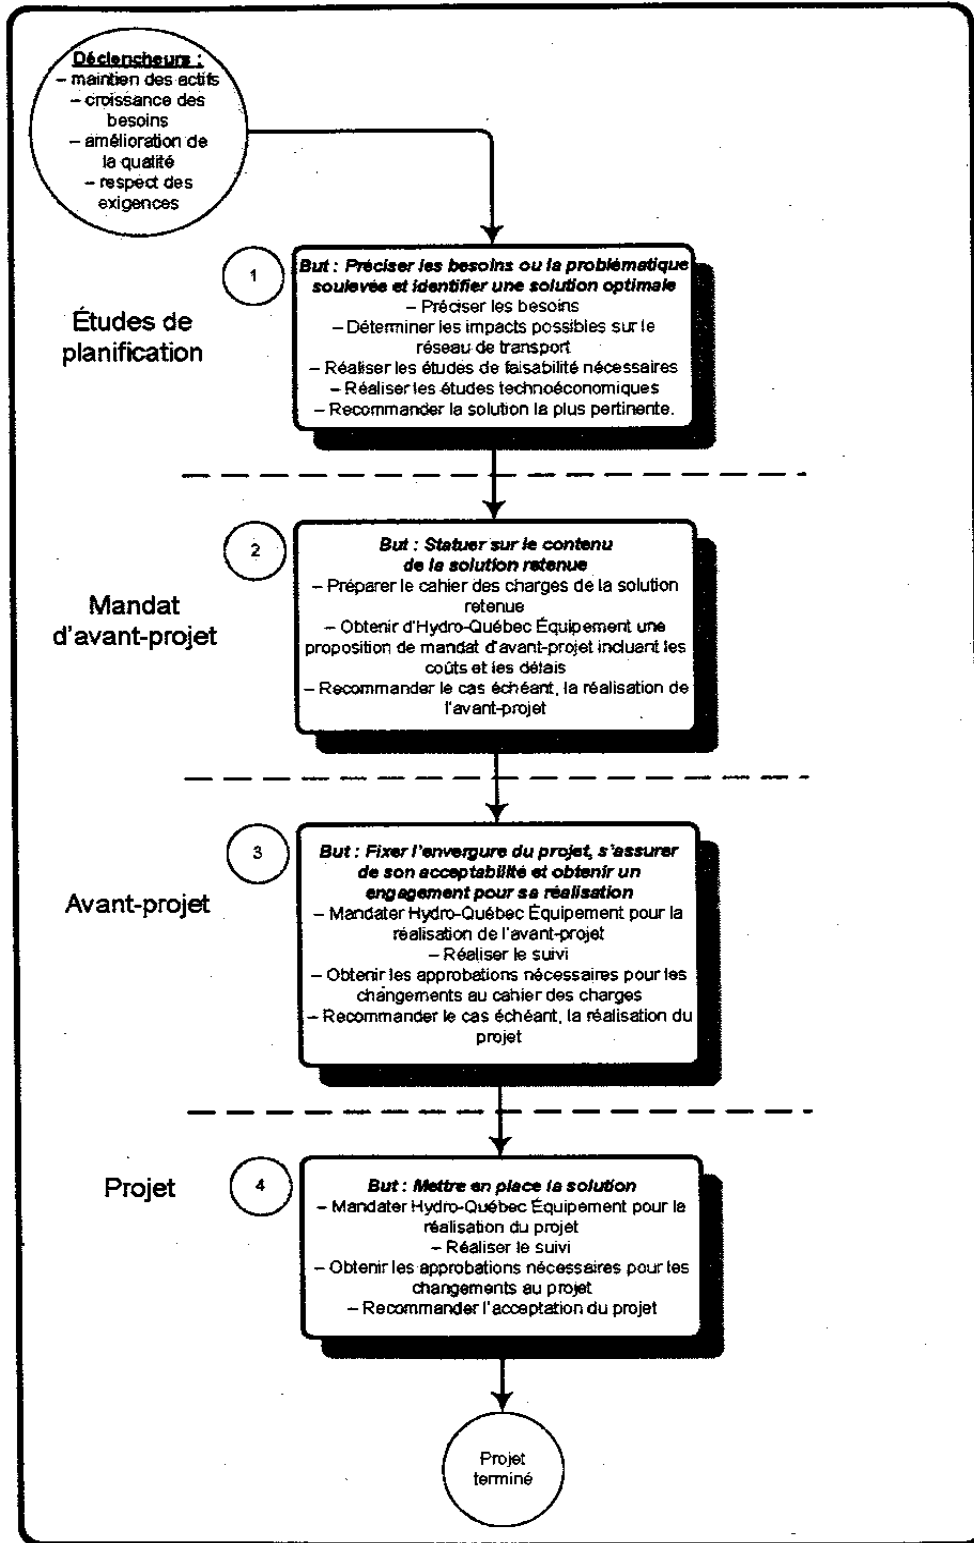 Déclencheurs :
– maintien des actifs
– croissance des
besoins
– amélioration de
la qualité
– respect des
exigences
1
Études de
planification
But : Préciser les besoins ou la problématique
soulevée et identifier une solution optimale
– Préciser les besoins
– Déterminer les impacts possibles sur le
réseau de transport
– Réaliser les études de faisabilité nécessaires
– Réaliser les études technoéconomiques
– Recommander la solution la plus pertinente.
2
Mandat
d'avant-projet
But : Statuer sur le contenu
de la solution retenue
– Préparer le cahier des charges de la solution
retenue
– Obtenir d'Hydro-Québec Équipement une
proposition de mandat d'avant-projet incluant les
coûts et les délais
– Recommander le cas échéant, la réalisation de
l'avant-projet
3
Avant-projet
But : Fixer l'envergure du projet, s'assurer
de son acceptabilité et obtenir un
engagement pour sa réalisation
– Mandater Hydro-Québec Équipement pour la
réalisation de l'avant-projet
– Réaliser le suivi
– Obtenir les approbations nécessaires pour les
changements au cahier des charges
– Recommander le cas échéant, la réalisation du
projet
4
Projet
But : Mettre en place la solution
– Mandater Hydro-Québec Équipement pour la
réalisation du projet
– Réaliser le suivi
– Obtenir les approbations nécessaires pour les
changements au projet
– Recommander l'acceptation du projet
Projet
terminé